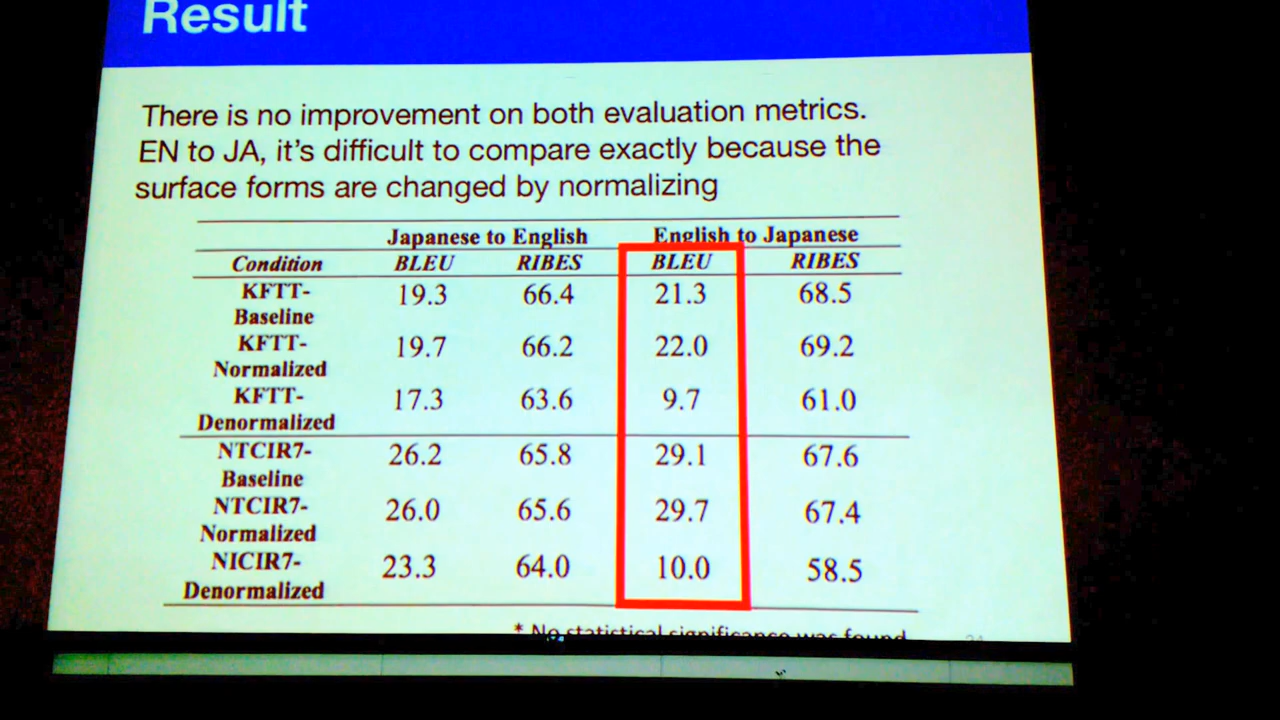 Result
There is no improvement on both evaluation metrics.
EN to JA, it's difficult to compare exactly because the
surface forms are changed by normalizing
Japanese to English English to Japanese
Condition BLEU RIBES BLEU RIBES
KFTT-
Baseline 19.3 66.4 21.3 68.5
KFTT-
Normalized 19.7 66.2 22.0 69.2
KFTT-
Denormalized 17.3 63.6 9.7 61.0
NTCIR7-
Baseline 26.2 65.8 29.1 67.6
NTCIR7-
Normalized 26.0 65.6 29.7 67.4
NICIR7-
Denormalized 23.3 64.0 10.0 58.5
* No statistical significance was found